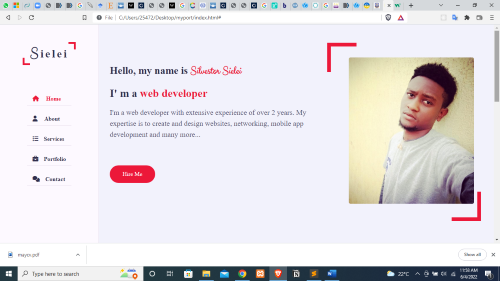 File | C:/Users/25472/Desktop/myport/index.html#
Sielei
Home
About
Services
Portfolio
Contact
Hello, my name is Silvester Sielei
I' m a web developer
I'm a web developer with extensive experience of over 2 years. My
expertise is to create and design websites, networking, mobile app
development and many more...
Hire Me
mayox.pdf
Show all
Type here to search
22°C
11:58 AM
6/4/2022